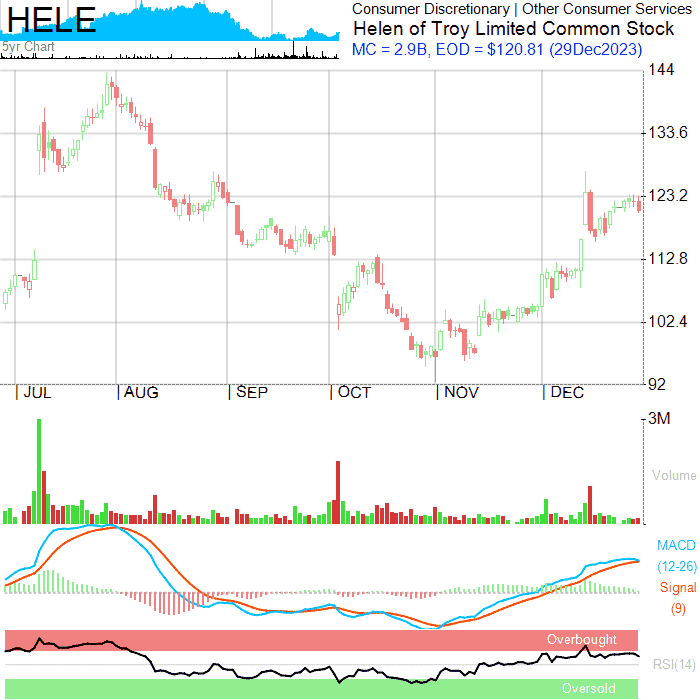 HELE
5yr Chart
Consumer Discretionary | Other Consumer Services
Helen of Troy Limited Common Stock
MC = 2.9B, EOD = $120.81 (29Dec2023)
144
133.6
123.2
112.8
102.4
92
| JUL | AUG | SEP | OCT | NOV | DEC
3M
Volume
MACD
(12-26)
Signal
(9)
Overbought
RSI(14)
Oversold